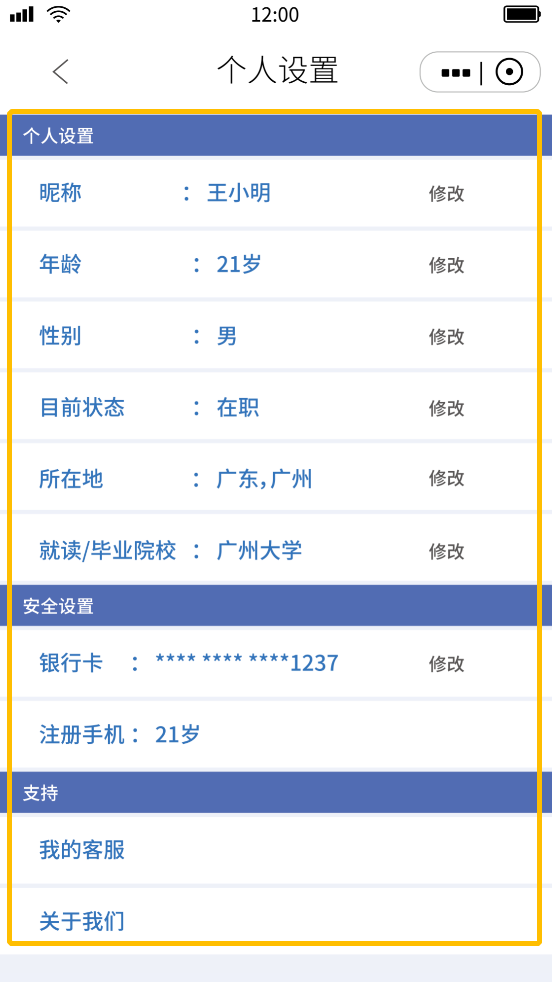 12:00
个人设置
个人设置
昵称 : 王小明 修改
年龄 : 21岁 修改
性别 : 男 修改
目前状态 : 在职 修改
所在地 : 广东,广州 修改
就读/毕业院校 : 广州大学 修改
安全设置
银行卡 : **** **** ****1237 修改
注册手机 : 21岁
支持
我的客服
关于我们